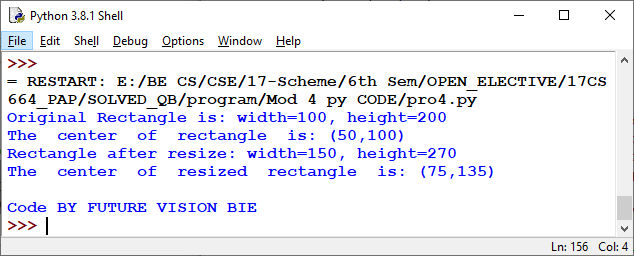 Python 3.8.1 Shell
File Edit Shell Debug Options Window Help
>>>
= RESTART: E:/BE CS/CSE/17-Scheme/6th Sem/OPEN_ELECTIVE/17CS
664_PAP/SOLVED_QB/program/Mod 4 py CODE/pro4.py
Original Rectangle is: width=100, height=200
The  center  of  rectangle  is: (50,100)
Rectangle after resize: width=150, height=270
The  center  of  resized  rectangle  is: (75,135)
Code BY FUTURE VISION BIE
>>>
Ln: 156 Col: 4